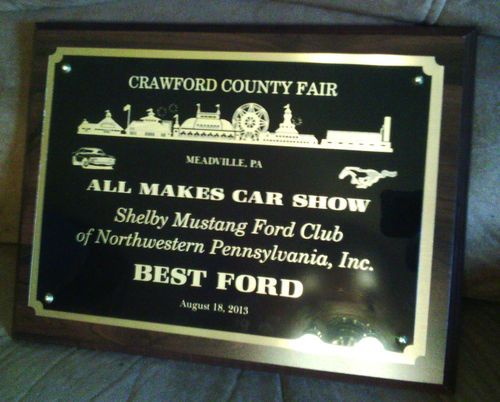 CRAWFORD COUNTY FAIR
MEADVILLE, PA
ALL MAKES CAR SHOW
Shelby Mustang Ford Club
of Northwestern Pennsylvania, Inc.
BEST FORD
August 18, 2013